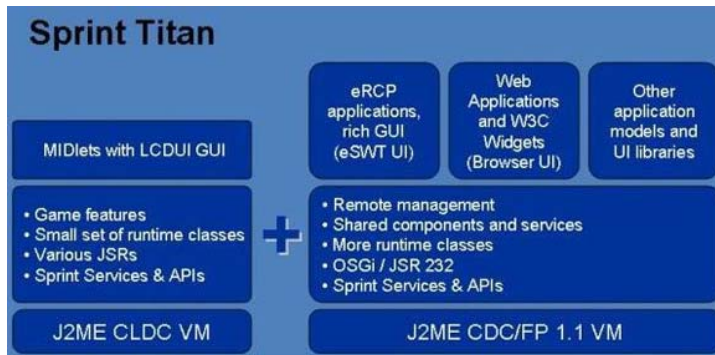 Sprint Titan
MIDlets with LCDUI GUI
• Game features
• Small set of runtime classes
• Various JSRs
• Sprint Services & APIs
J2ME CLDC VM
+
eRCP
applications,
rich GUI
(eSWT UI)
Web
Applications
and W3C
Widgets
(Browser UI)
Other
application
models and
UI libraries
• Remote management
• Shared components and services
• More runtime classes
• OSGi / JSR 232
• Sprint Services & APIs
J2ME CDC/FP 1.1 VM